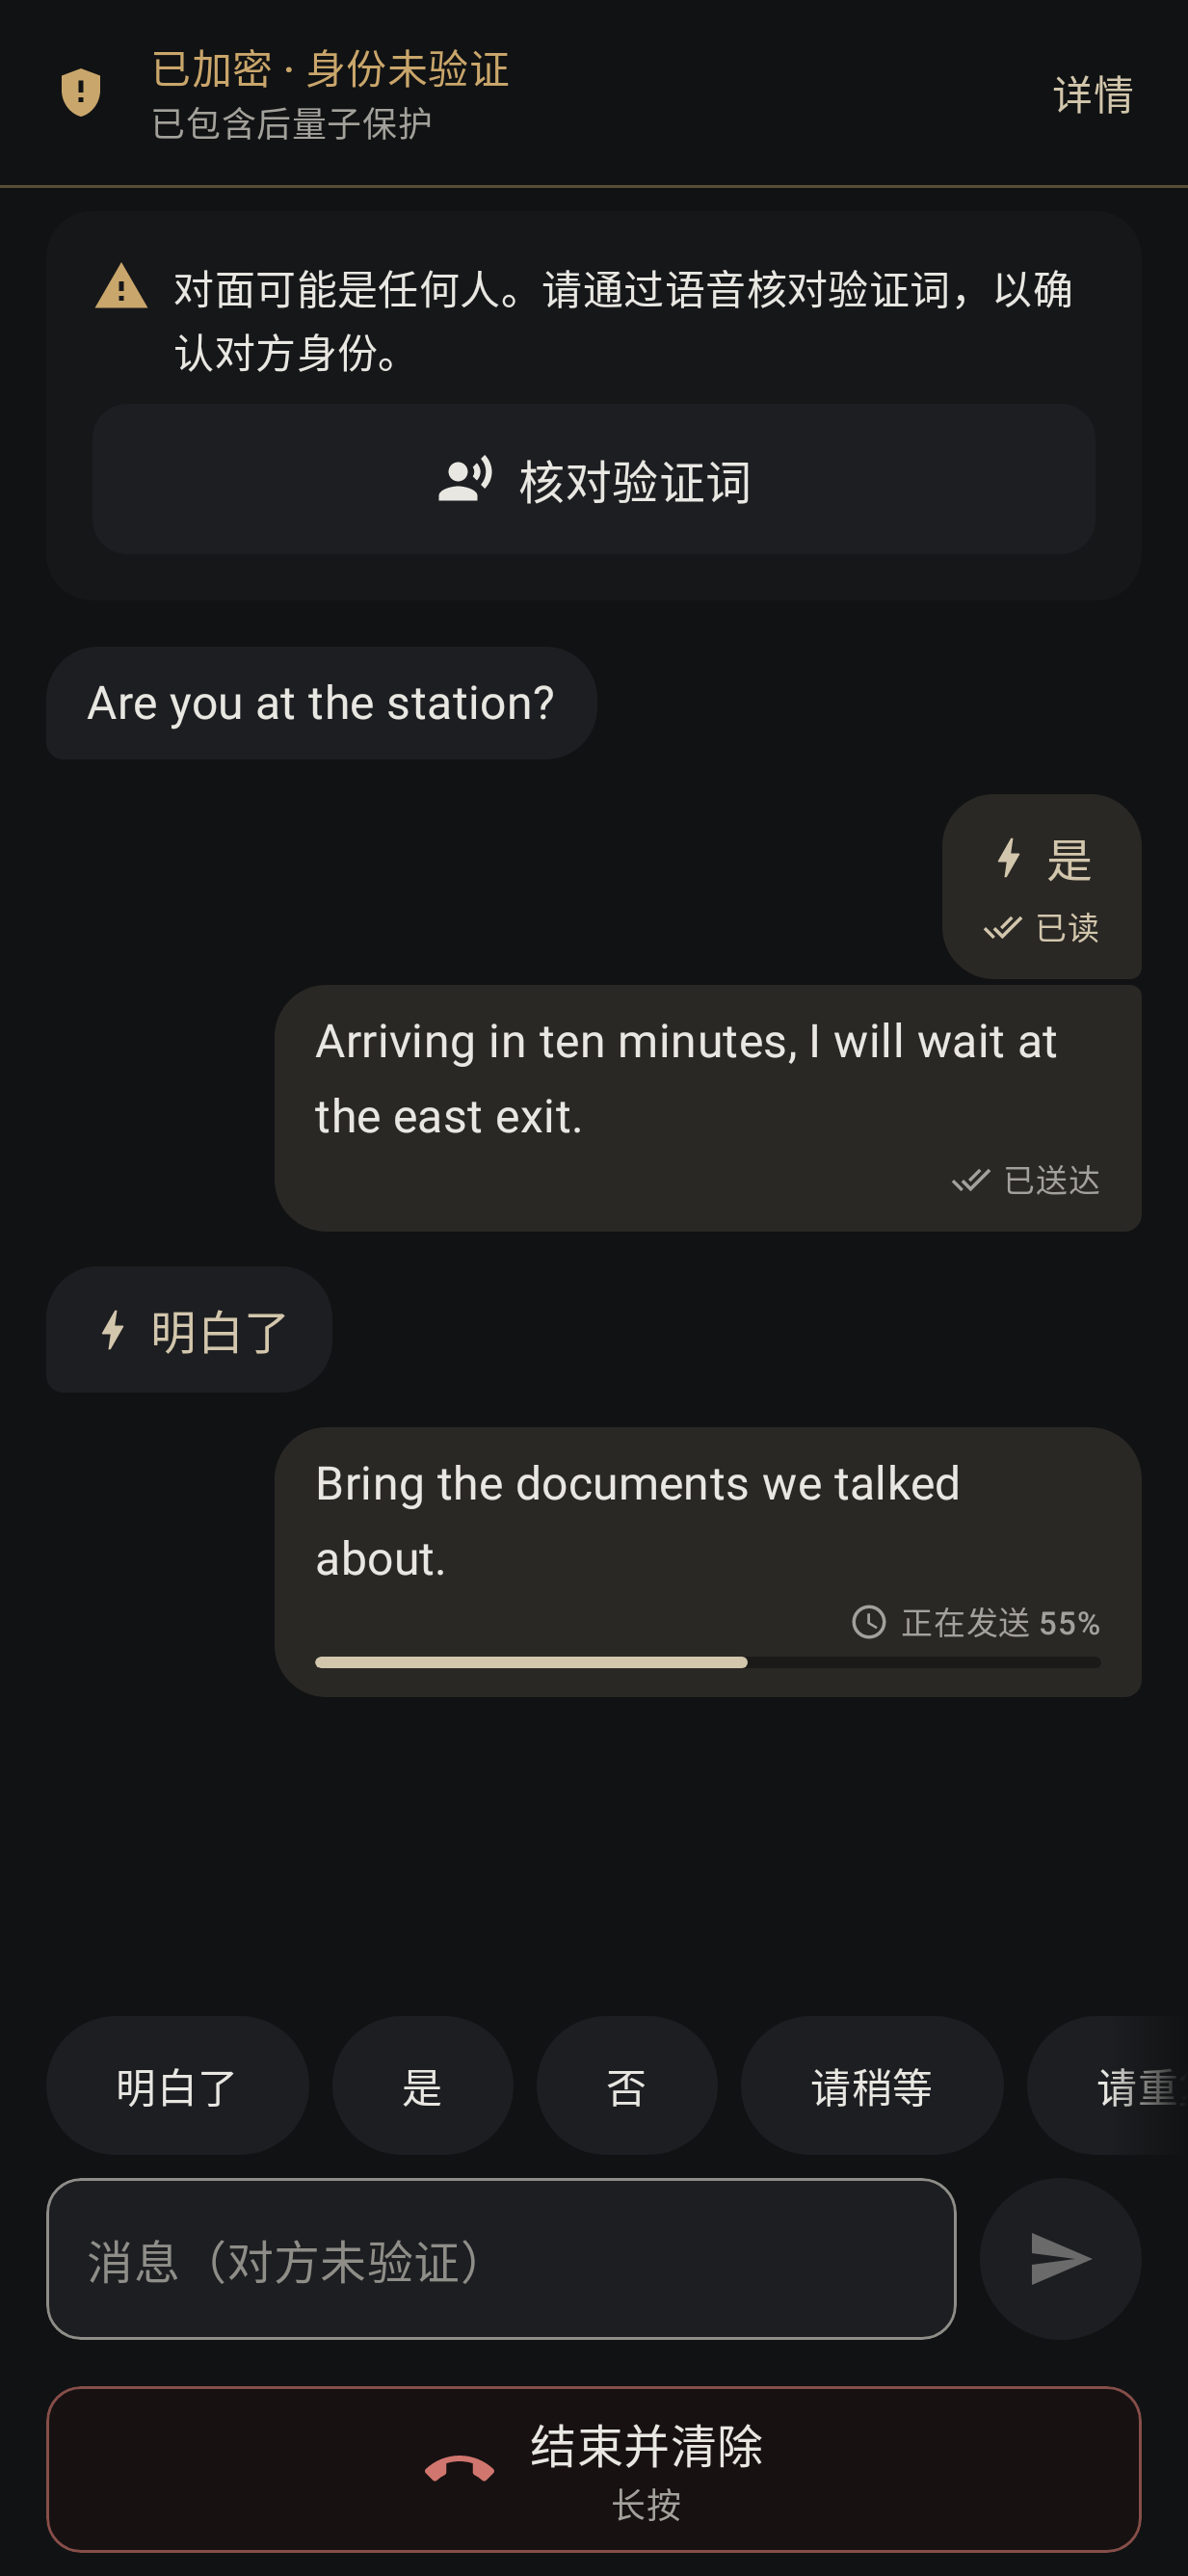 已加密 · 身份未验证
已包含后量子保护
详情
对面可能是任何人。请通过语音核对验证词，以确
认对方身份。
核对验证词
Are you at the station?
是
已读
Arriving in ten minutes, I will wait at
the east exit.
已送达
明白了
Bring the documents we talked
about.
正在发送 55%
明白了
是
否
请稍等
请重
消息（对方未验证）
结束并清除
长按